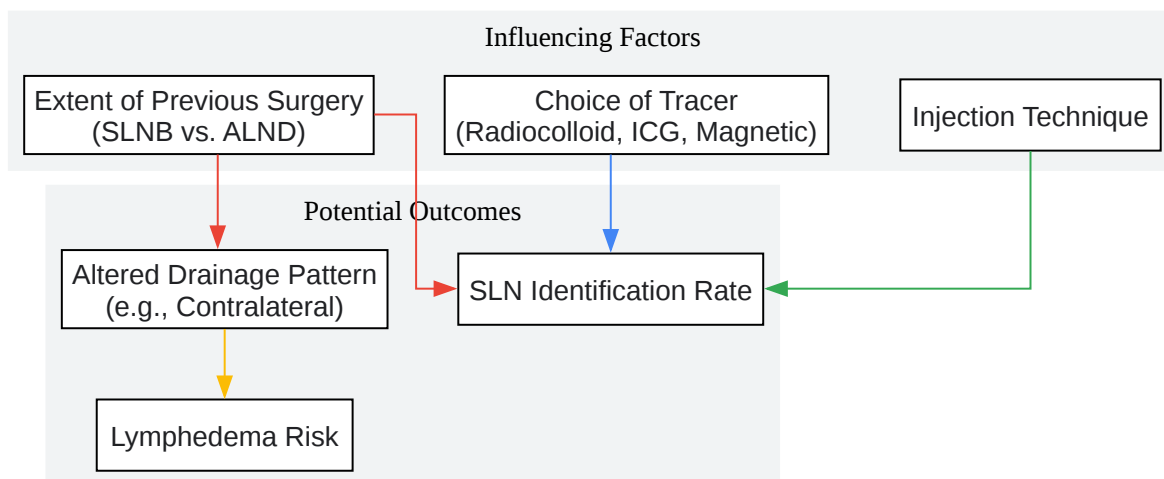 Influencing Factors
Extent of Previous Surgery
(SLNB vs. ALND)
Choice of Tracer
(Radiocolloid, ICG, Magnetic)
Injection Technique
Potential Outcomes
Altered Drainage Pattern
(e.g., Contralateral)
SLN Identification Rate
Lymphedema Risk